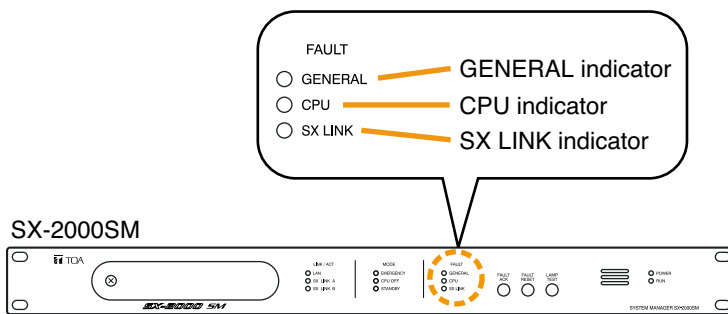 FAULT
GENERAL
GENERAL indicator
CPU
CPU indicator
SX LINK
SX LINK indicator
SX-2000SM
TOA
SX-2000 SM
LINK / ACT
LAN
SX LINK A
SX LINK B
MODE
EMERGENCY
CPU OFF
STANDBY
FAULT
GENERAL
CPU
SX LINK
FAULT
ACK
FAULT
RESET
LAMP
TEST
POWER
RUN
SYSTEM MANAGER SX-2000SM